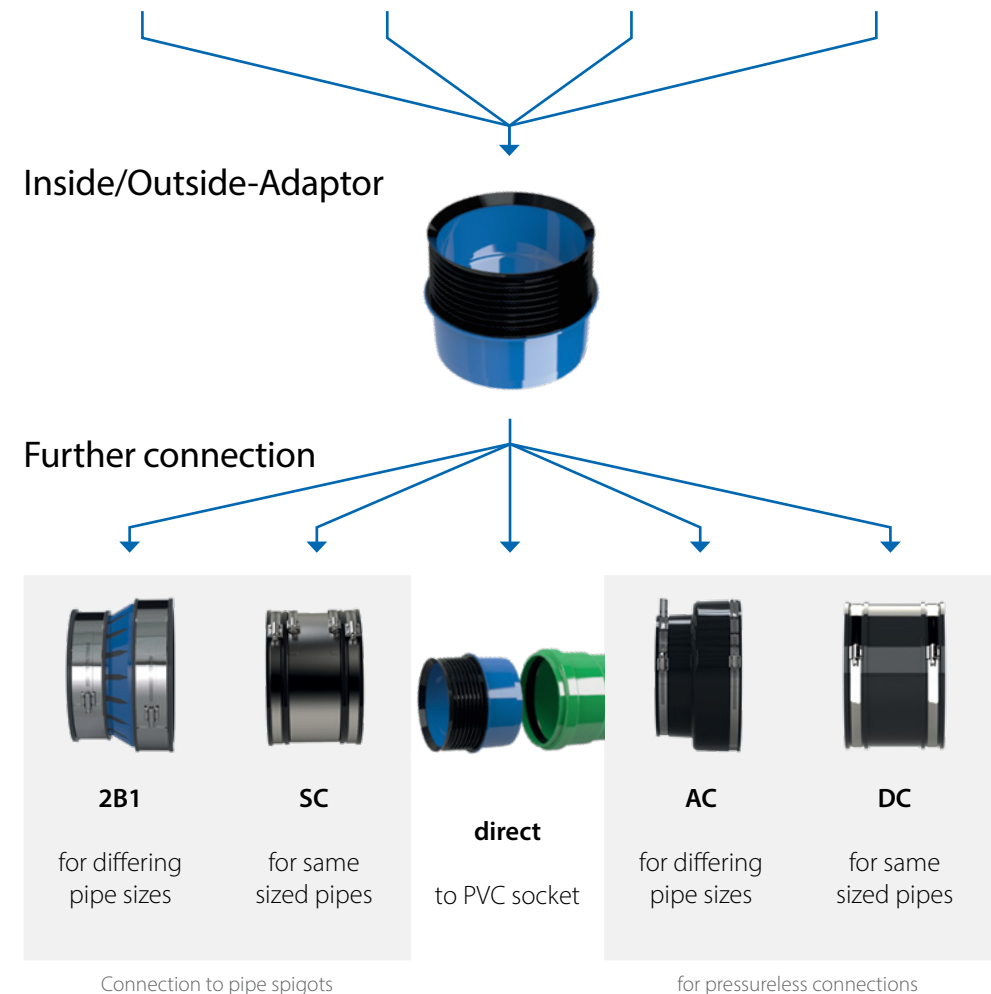 Inside/Outside-Adaptor
Further connection
2B1
for differing
pipe sizes
SC
for same
sized pipes
direct
to PVC socket
AC
for differing
pipe sizes
DC
for same
sized pipes
Connection to pipe spigots
for pressureless connections